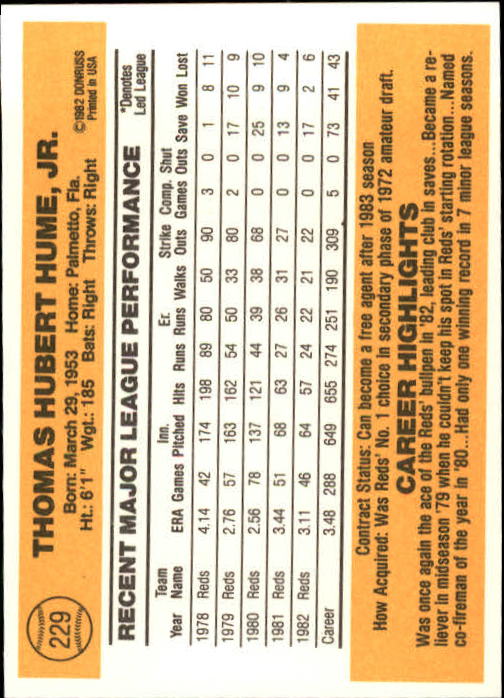 229
THOMAS HUBERT HUME, JR.
Born: March 29, 1953 Home: Palmetto, Fla.
Ht.: 6'1" Wgt.: 185 Bats: Right Throws: Right
©1982 DONRUSS
Printed in USA
RECENT MAJOR LEAGUE PERFORMANCE
*Denotes
Led League
Team Inn. Er. Strike Comp. Shut
Year Name ERA Games Pitched Hits Runs Runs Walks Outs Games Outs Save Won Lost
1978 Reds 4.14 42 174 198 89 80 50 90 3 0 1 8 11
1979 Reds 2.76 57 163 162 54 50 33 80 2 0 17 10 9
1980 Reds 2.56 78 137 121 44 39 38 68 0 0 25 9 10
1981 Reds 3.44 51 68 63 27 26 31 27 0 0 13 9 4
1982 Reds 3.11 46 64 57 24 22 21 22 0 0 17 2 6
Career 3.48 288 649 655 274 251 190 309 5 0 73 41 43
Contract Status: Can become a free agent after 1983 season
How Acquired: Was Reds' No. 1 choice in secondary phase of 1972 amateur draft.
CAREER HIGHLIGHTS
Was once again the ace of the Reds' bullpen in '82, leading club in saves...Became a re-
liever in midseason '79 when he couldn't keep his spot in Reds' starting rotation...Named
co-fireman of the year in '80...Had only one winning record in 7 minor league seasons.